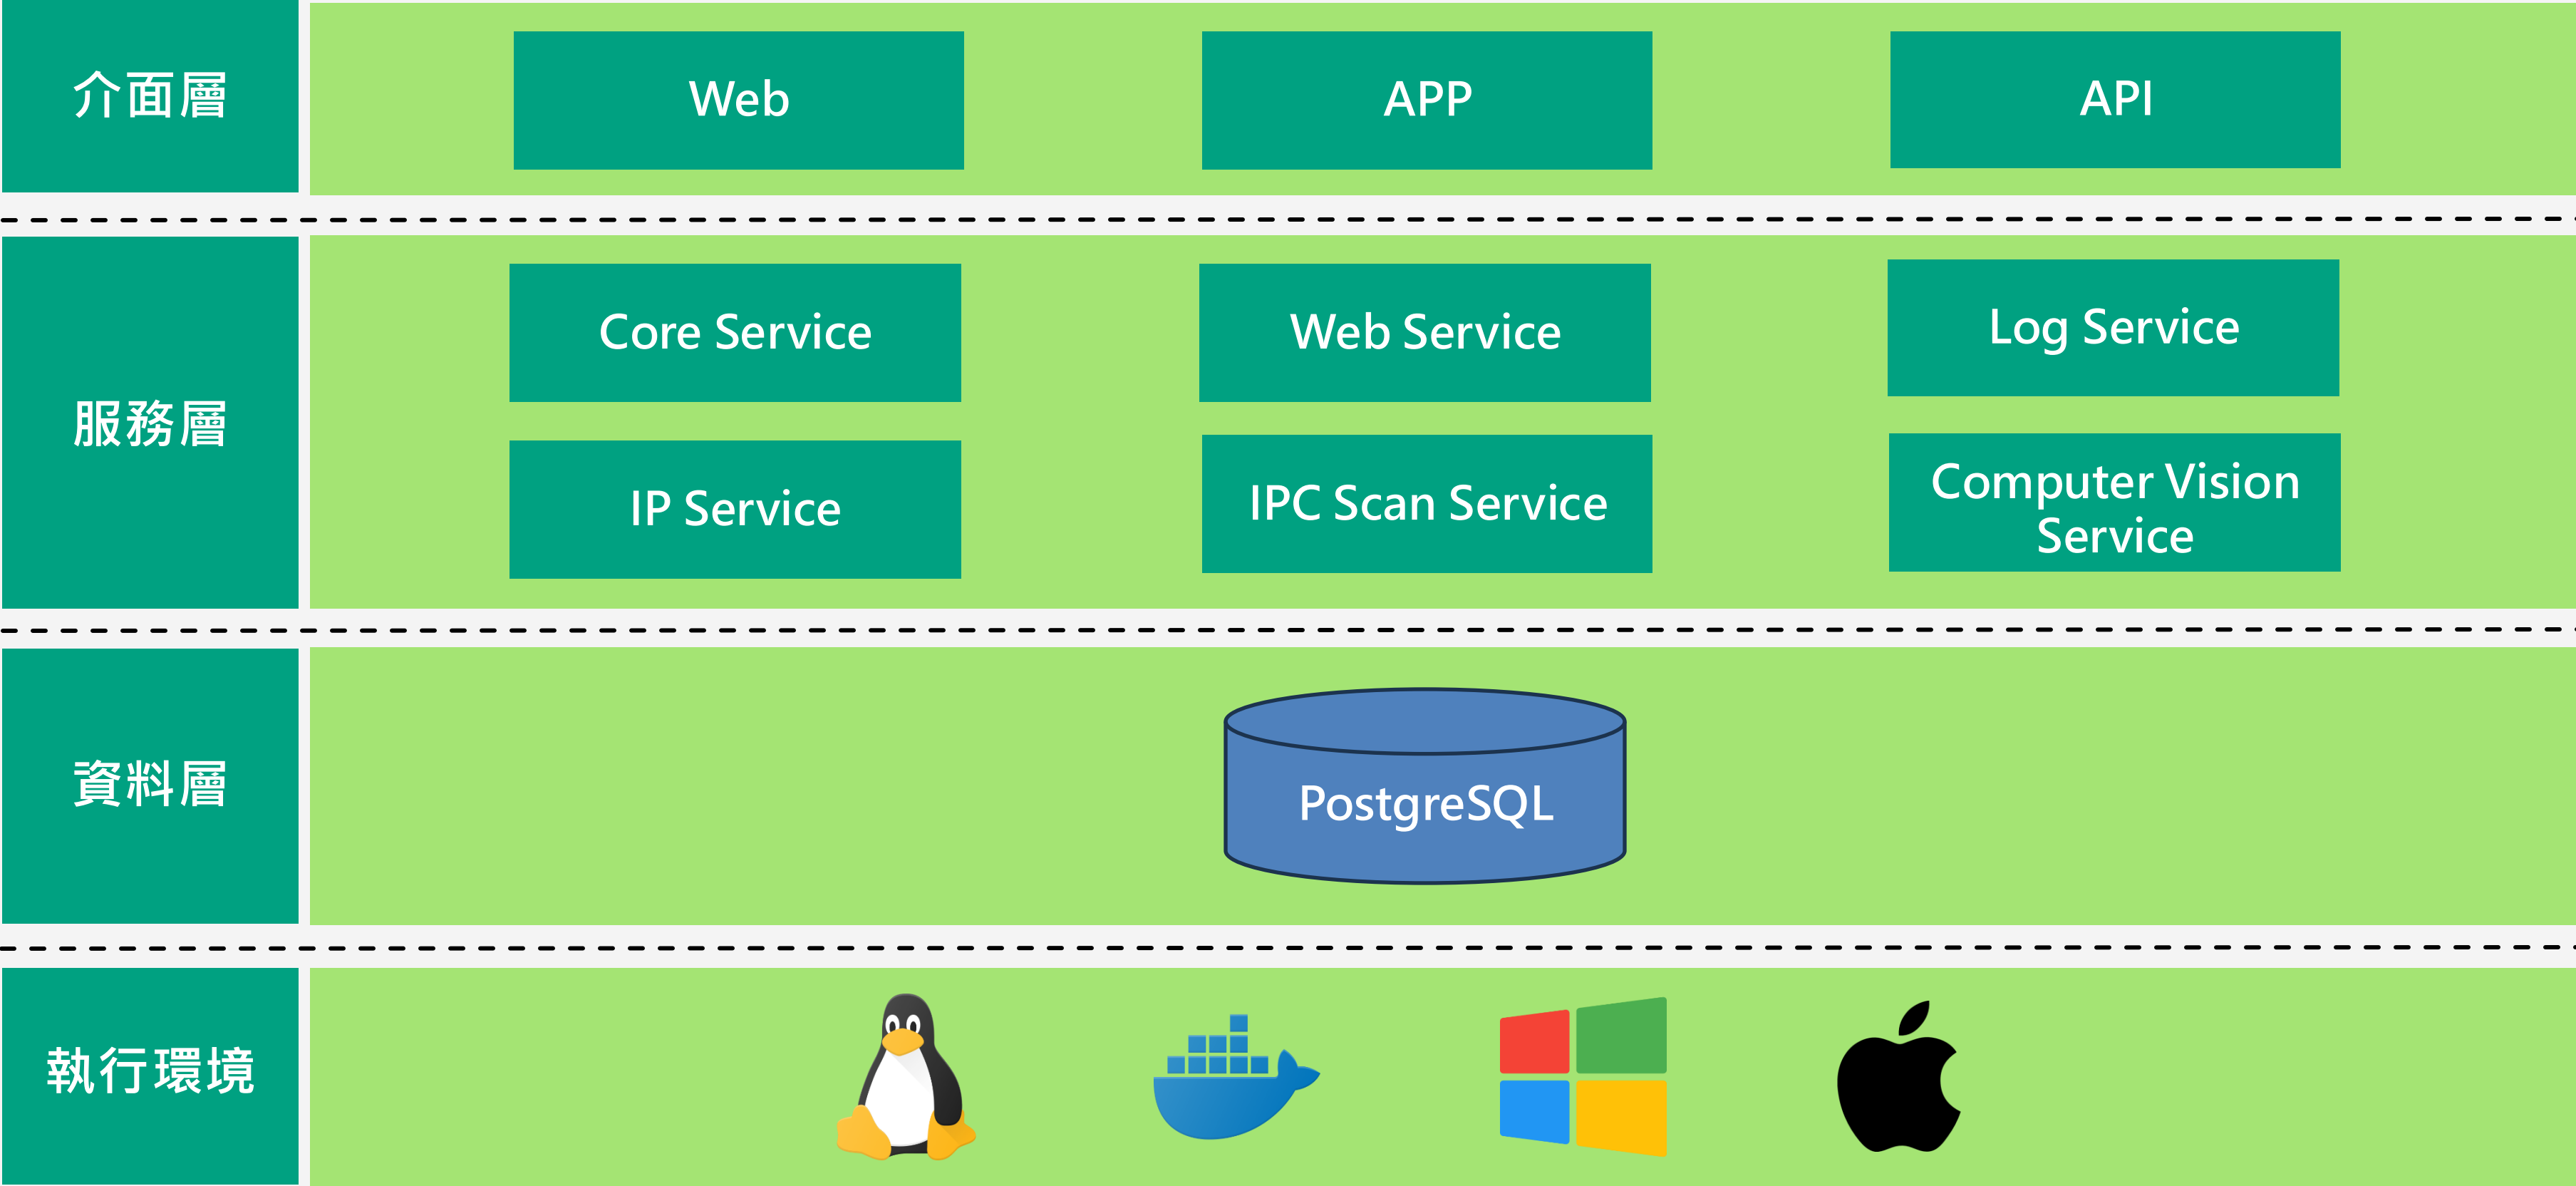 介面層
Web
APP
API
服務層
Core Service
Web Service
Log Service
IP Service
IPC Scan Service
Computer Vision
Service
資料層
PostgreSQL
執行環境